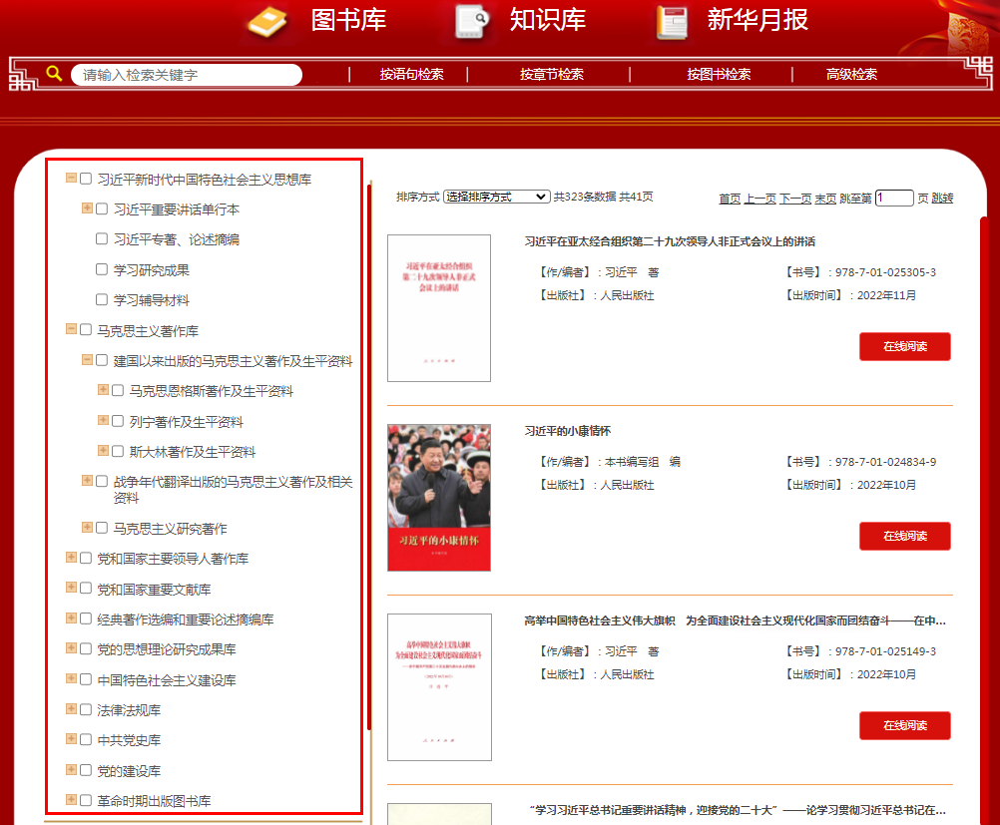 图书库 知识库 新华月报
请输入检索关键字 | 按语句检索 | 按章节检索 | 按图书检索 | 高级检索
习近平新时代中国特色社会主义思想库
习近平重要讲话单行本
习近平专著、论述摘编
学习研究成果
学习辅导材料
马克思主义著作库
建国以来出版的马克思主义著作及生平资料
马克思恩格斯著作及生平资料
列宁著作及生平资料
斯大林著作及生平资料
战争年代翻译出版的马克思主义著作及相关
资料
马克思主义研究著作
党和国家主要领导人著作库
党和国家重要文献库
经典著作选编和重要论述摘编库
党的思想理论研究成果库
中国特色社会主义建设库
法律法规库
中共党史库
党的建设库
革命时期出版图书库
排序方式 选择排序方式 共323条数据 共41页 首页 上一页 下一页 末页 跳至第 1 页 跳转
习近平在亚太经合组织
第二十九次领导人非正式
会议上的讲话
习近平在亚太经合组织第二十九次领导人非正式会议上的讲话
【作/编者】：习近平 著 【书号】：978-7-01-025305-3
【出版社】：人民出版社 【出版时间】：2022年11月
在线阅读
习近平的小康情怀
习近平的小康情怀
【作/编者】：本书编写组 编 【书号】：978-7-01-024834-9
【出版社】：人民出版社 【出版时间】：2022年10月
在线阅读
高举中国特色社会主义伟大旗帜
为全面建设社会主义现代化国家而团结奋斗
高举中国特色社会主义伟大旗帜 为全面建设社会主义现代化国家而团结奋斗——在中...
【作/编者】：习近平 著 【书号】：978-7-01-025149-3
【出版社】：人民出版社 【出版时间】：2022年10月
在线阅读
“学习习近平总书记重要讲话精神，迎接党的二十大”——论学习贯彻习近平总书记在...